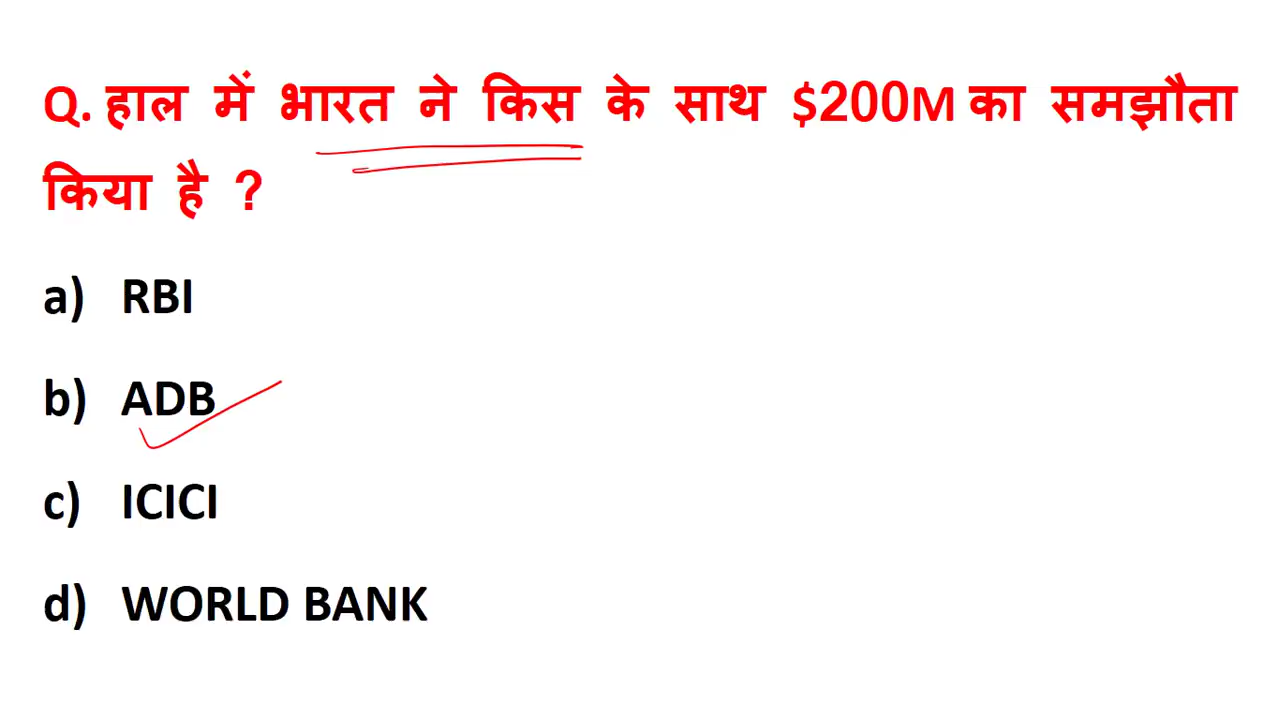 Q. हाल में भारत ने किस के साथ $200M का समझौता
किया है ?
a) RBI
b) ADB
c) ICICI
d) WORLD BANK